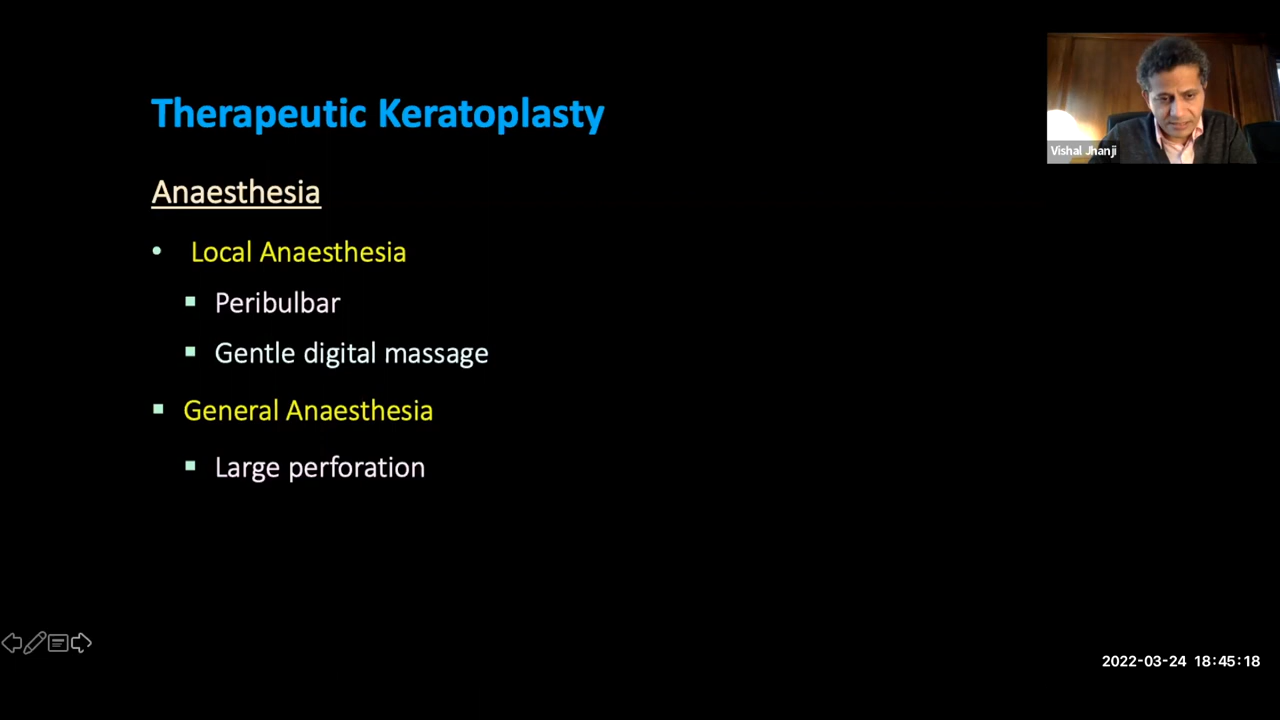 Therapeutic Keratoplasty
Vishal Jhanji
Anaesthesia
• Local Anaesthesia
▪ Peribulbar
▪ Gentle digital massage
▪ General Anaesthesia
▪ Large perforation
2022-03-24 18:45:18